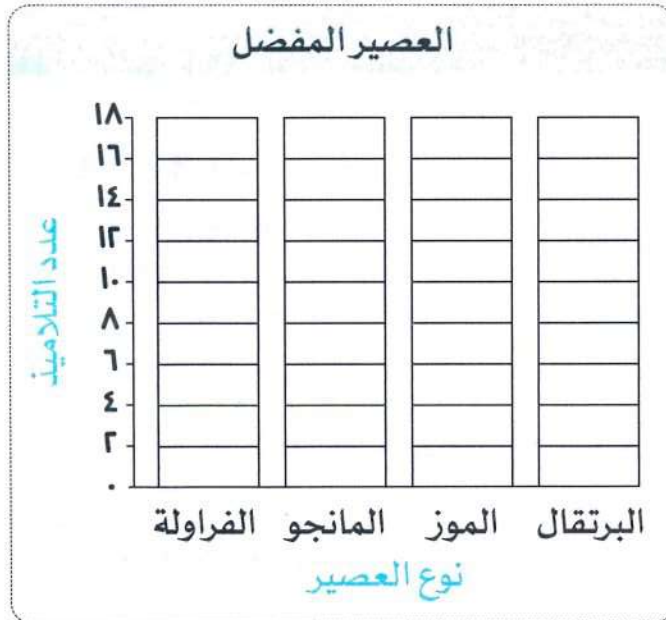 العصير المفضل
عدد التلاميذ
١٨
١٦
١٤
١٢
١٠
٨
٦
٤
٢
٠
البرتقال الموز المانجو الفراولة
نوع العصير